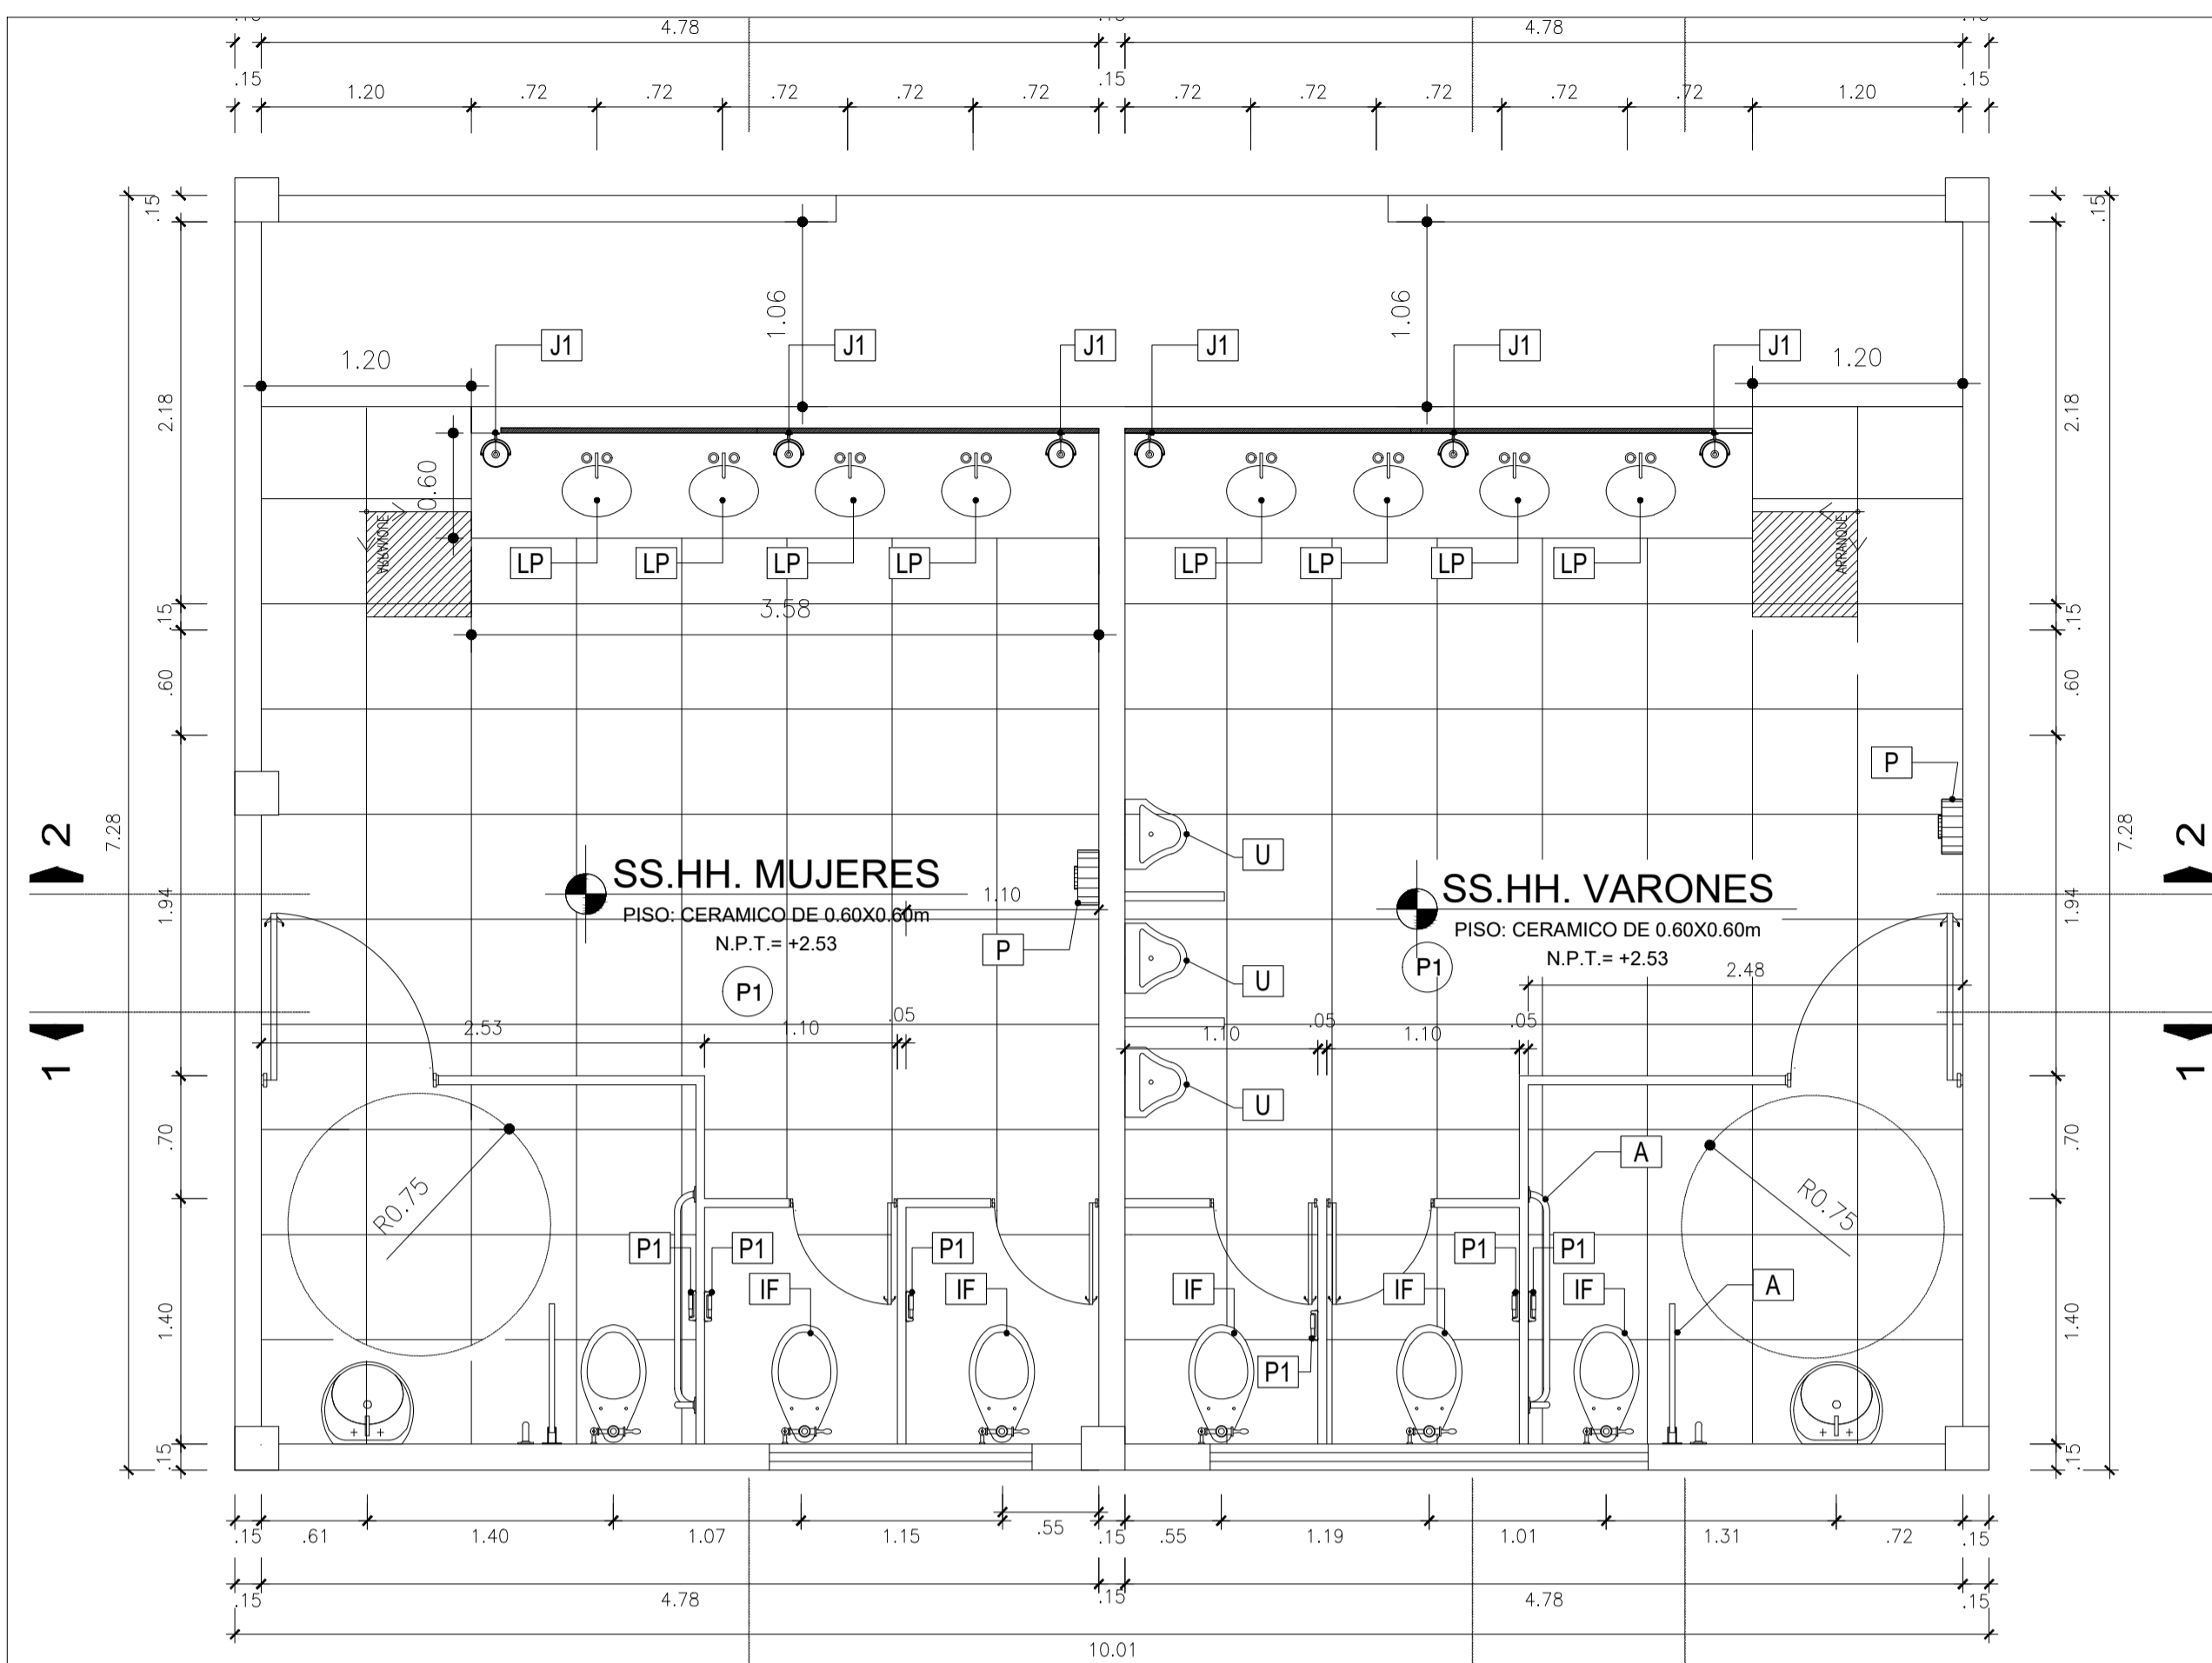 4.78 4.78
.15 1.20 .72 .72 .72 .72 .72 .15 .72 .72 .72 .72 .72 1.20 .15
.15 .15
1.06 1.06
J1 J1 J1 J1 J1 J1
1.20 1.20
2.18 2.18
0.60
ARRANQUE ARRANQUE
LP LP LP LP LP LP LP LP
3.58
.15 .15
.60 .60
P
7.28 7.28
2 2
U
SS.HH. MUJERES
PISO: CERAMICO DE 0.60X0.60m
N.P.T.= +2.53
P1
1.10
P
SS.HH. VARONES
PISO: CERAMICO DE 0.60X0.60m
N.P.T.= +2.53
P1
2.48
1.94 1.94
U
2.53 1.10 .05 1.10 .05 1.10 .05
1 1
U
.70 .70
A
R0.75 R0.75
P1 P1 P1 P1 P1
IF IF IF IF IF A
1.40 1.40
P1
.15 .15
.15 .61 1.40 1.07 1.15 .55 .15 .55 1.19 1.01 1.31 .72 .15
.15 4.78 .15 4.78 .15
10.01